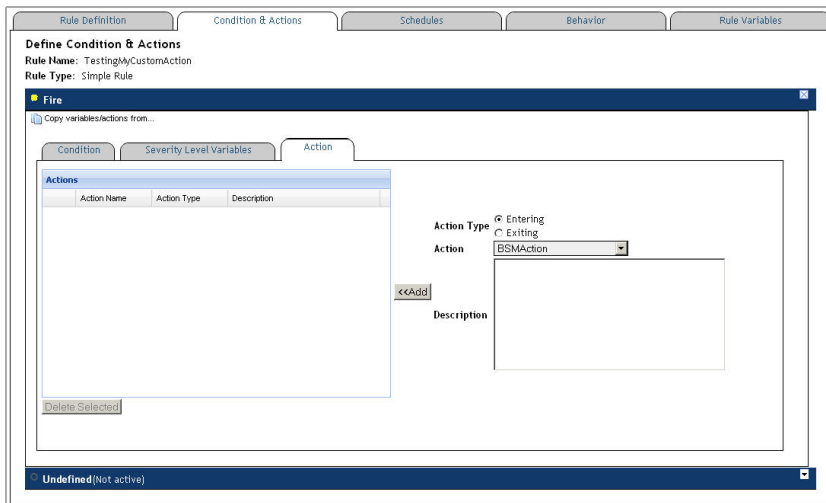 Rule Definition Condition & Actions Schedules Behavior Rule Variables
Define Condition & Actions
Rule Name: TestingMyCustomAction
Rule Type: Simple Rule
Fire
Copy variables/actions from...
Condition Severity Level Variables Action
Actions
Action Name Action Type Description
Action Type Entering
Exiting
Action BSMAction
<<Add
Description
Delete Selected
Undefined(Not active)